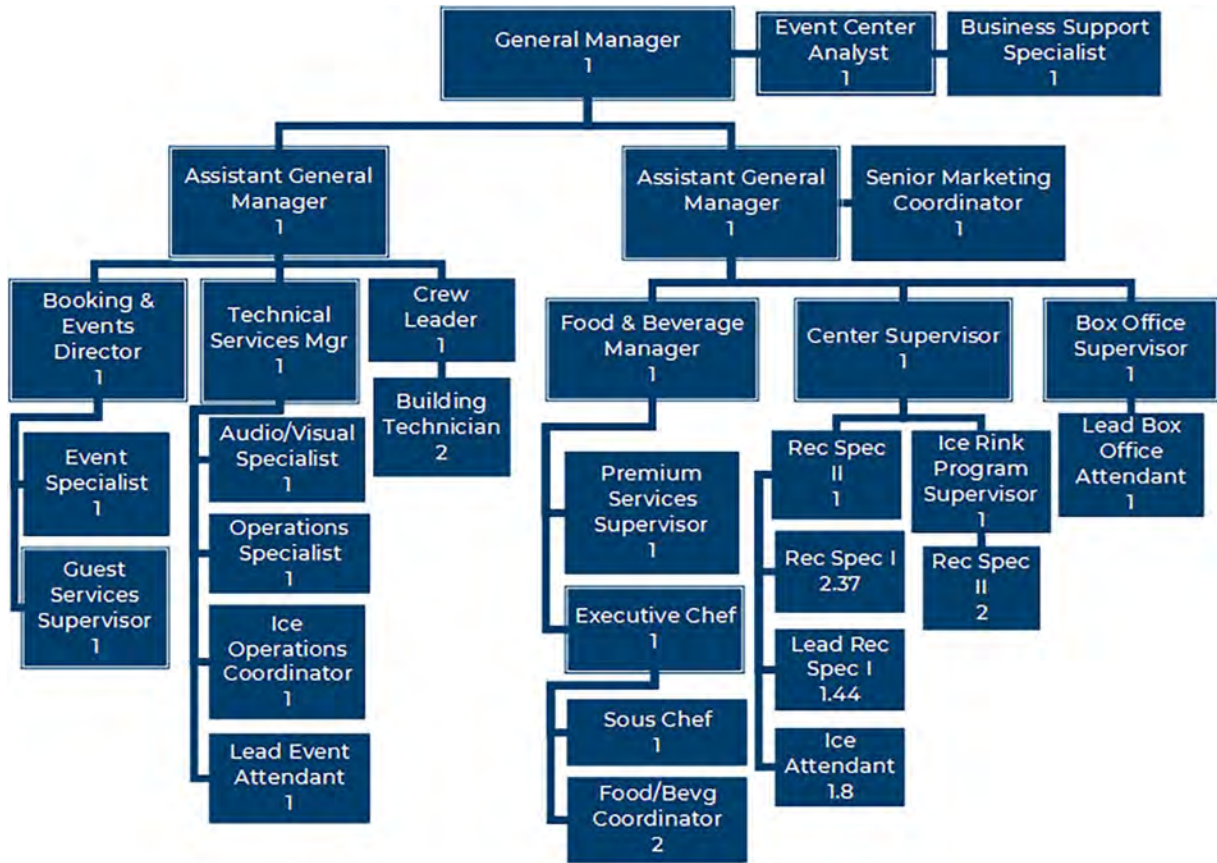 General Manager
1
Event Center
Analyst
1
Business Support
Specialist
1
Assistant General
Manager
1
Assistant General
Manager
1
Senior Marketing
Coordinator
1
Booking &
Events
Director
1
Technical
Services Mgr
1
Crew
Leader
1
Food & Beverage
Manager
1
Center Supervisor
1
Box Office
Supervisor
1
Building
Technician
2
Event
Specialist
1
Guest
Services
Supervisor
1
Audio/Visual
Specialist
1
Operations
Specialist
1
Ice
Operations
Coordinator
1
Lead Event
Attendant
1
Premium
Services
Supervisor
1
Executive Chef
1
Sous Chef
1
Food/Bevg
Coordinator
2
Rec Spec
II
1
Rec Spec I
2.37
Lead Rec
Spec I
1.44
Ice
Attendant
1.8
Ice Rink
Program
Supervisor
1
Rec Spec
II
2
Lead Box
Office
Attendant
1